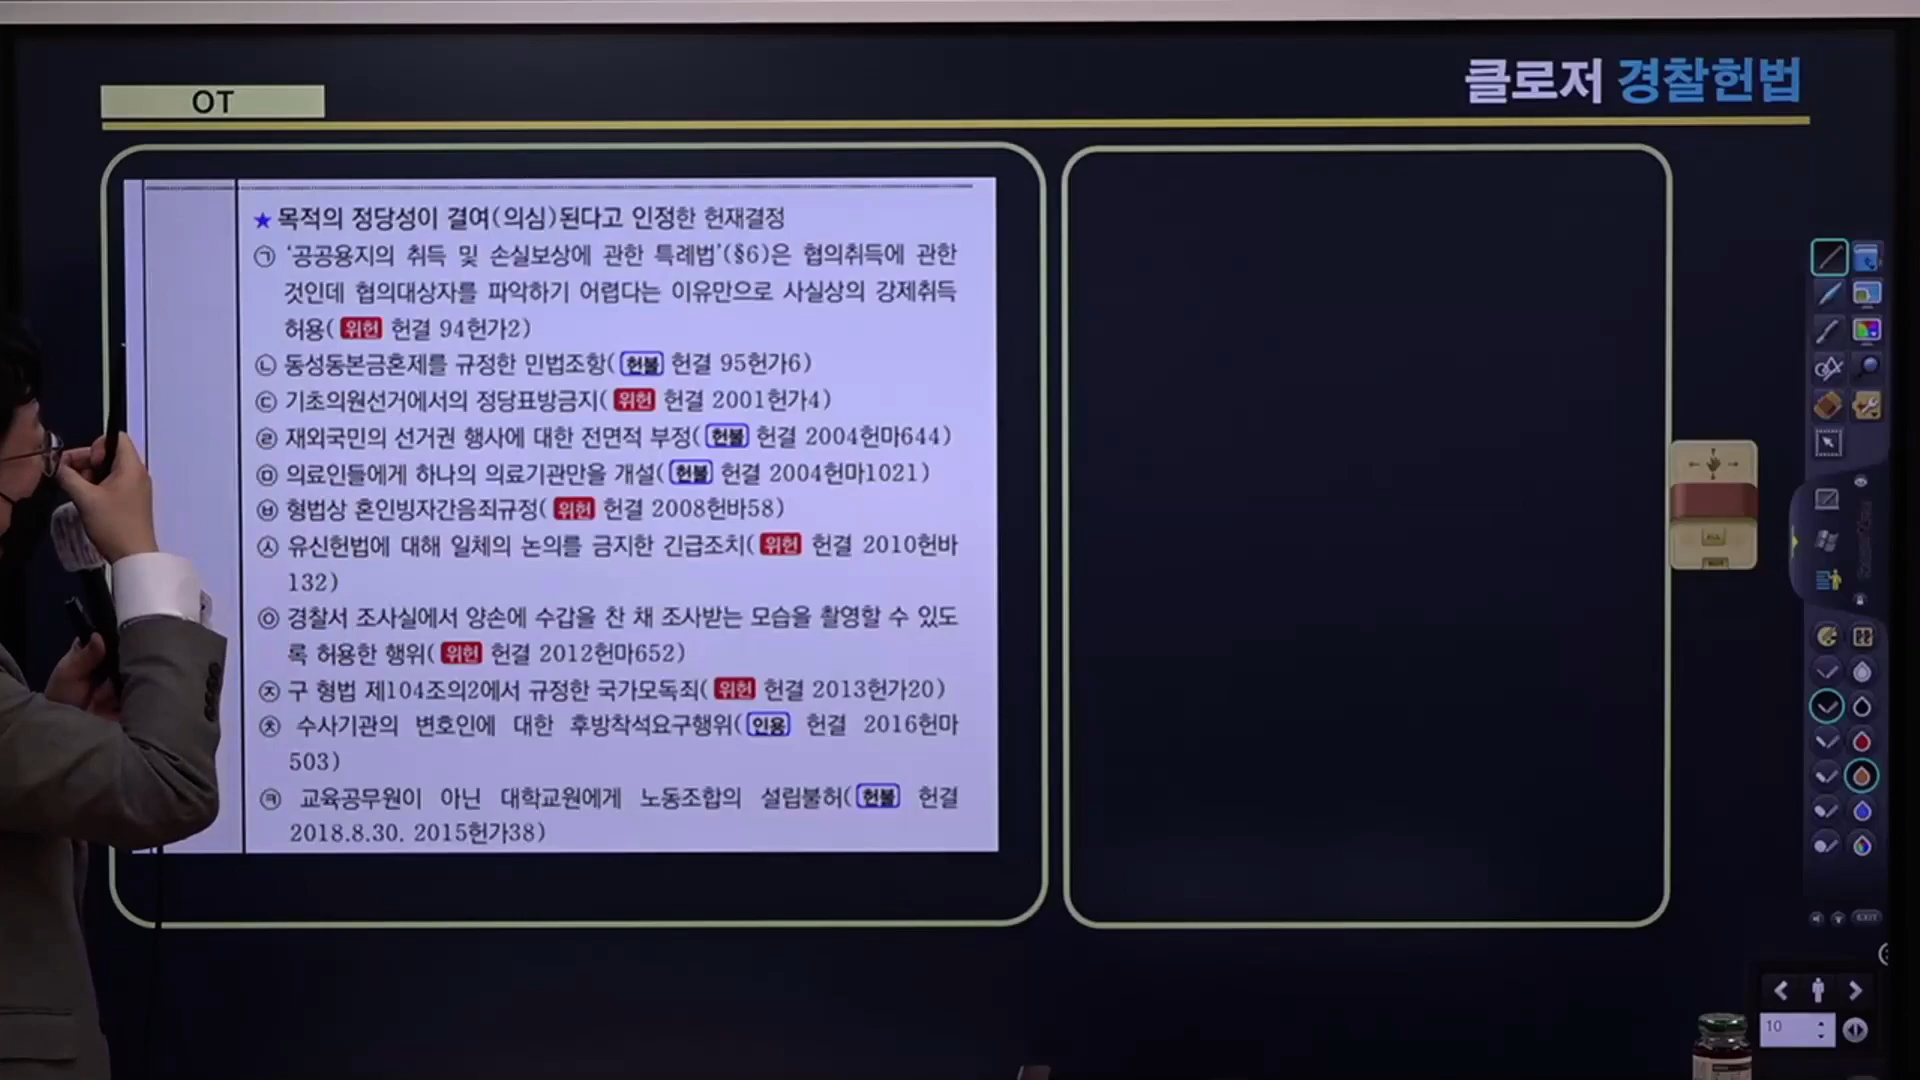 OT
클로저 경찰헌법
★ 목적의 정당성이 결여(의심)된다고 인정한 헌재결정
㉠ '공공용지의 취득 및 손실보상에 관한 특례법'(§6)은 협의취득에 관한
것인데 협의대상자를 파악하기 어렵다는 이유만으로 사실상의 강제취득
허용( 위헌 헌결 94헌가2)
㉡ 동성동본금혼제를 규정한 민법조항( 헌불 헌결 95헌가6)
㉢ 기초의원선거에서의 정당표방금지( 위헌 헌결 2001헌가4)
㉣ 재외국민의 선거권 행사에 대한 전면적 부정( 헌불 헌결 2004헌마644)
㉤ 의료인들에게 하나의 의료기관만을 개설( 헌불 헌결 2004헌마1021)
㉥ 형법상 혼인빙자간음죄규정( 위헌 헌결 2008헌바58)
㉦ 유신헌법에 대해 일체의 논의를 금지한 긴급조치( 위헌 헌결 2010헌바
132)
㉧ 경찰서 조사실에서 양손에 수갑을 찬 채 조사받는 모습을 촬영할 수 있도
록 허용한 행위( 위헌 헌결 2012헌마652)
㉨ 구 형법 제104조의2에서 규정한 국가모독죄( 위헌 헌결 2013헌가20)
㉩ 수사기관의 변호인에 대한 후방착석요구행위( 인용 헌결 2016헌마
503)
㉪ 교육공무원이 아닌 대학교원에게 노동조합의 설립불허( 헌불 헌결
2018.8.30. 2015헌가38)
EXIT
10